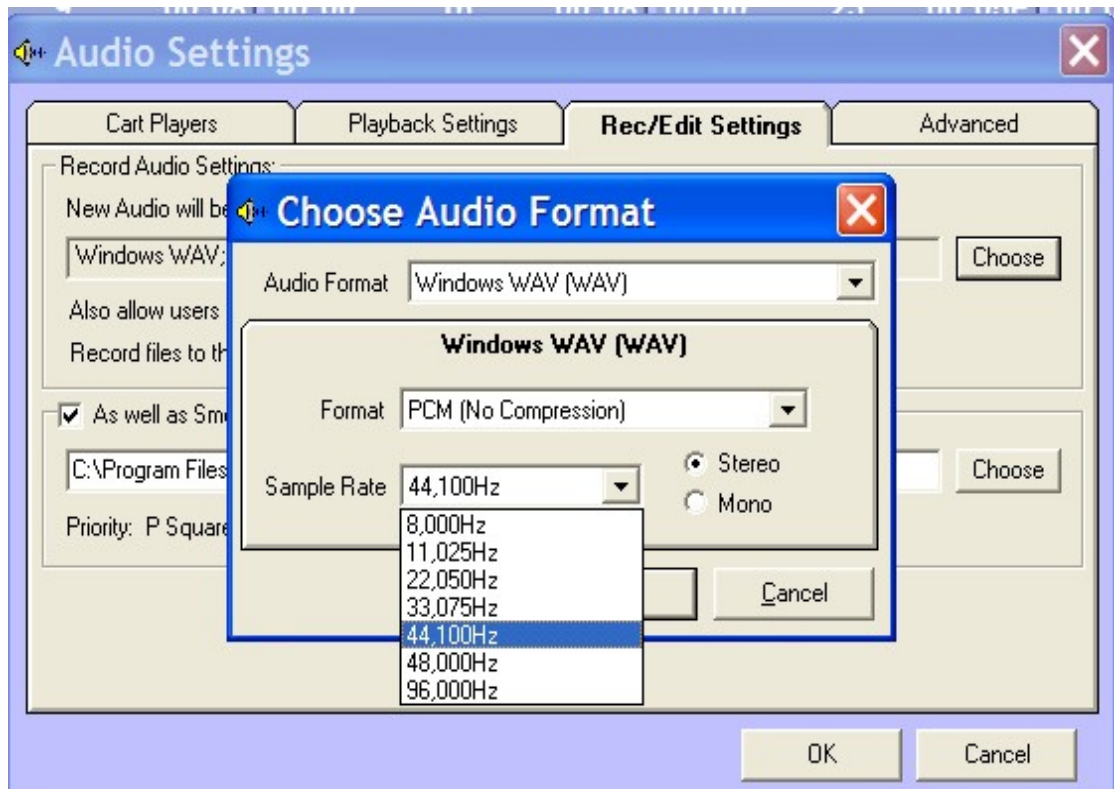 Audio Settings
Cart Players
Playback Settings
Rec/Edit Settings
Advanced
Record Audio Settings:
New Audio will be
Windows WAV;
Choose
Also allow users
Record files to th
As well as
C:\Program Files
Choose
Priority: P Square
Choose Audio Format
Audio Format Windows WAV (WAV)
Windows WAV (WAV)
Format PCM (No Compression)
Sample Rate 44,100Hz
Stereo
Mono
8,000Hz
11,025Hz
22,050Hz
33,075Hz
44,100Hz
48,000Hz
96,000Hz
Cancel
OK
Cancel